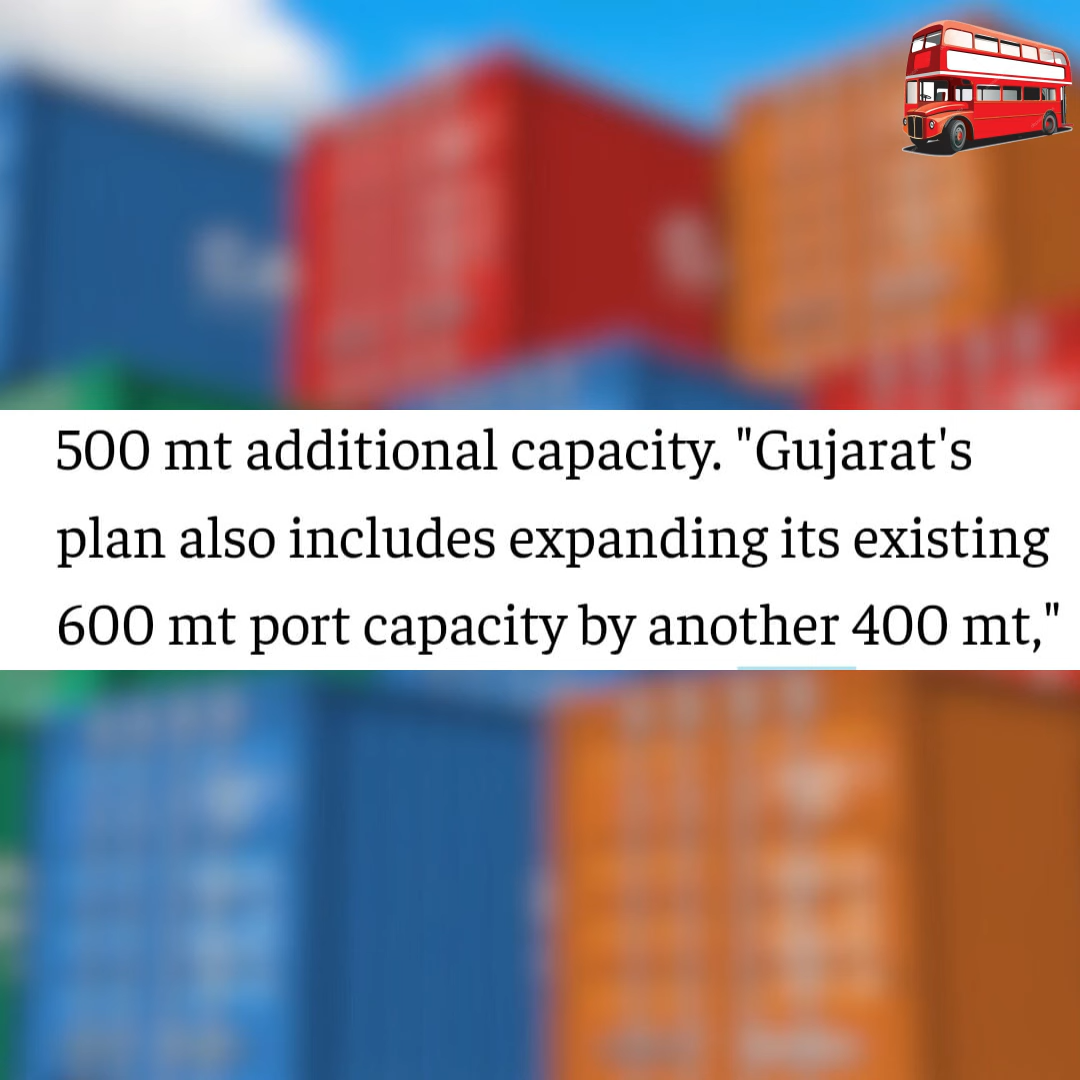 500 mt additional capacity. "Gujarat's
plan also includes expanding its existing
600 mt port capacity by another 400 mt,"